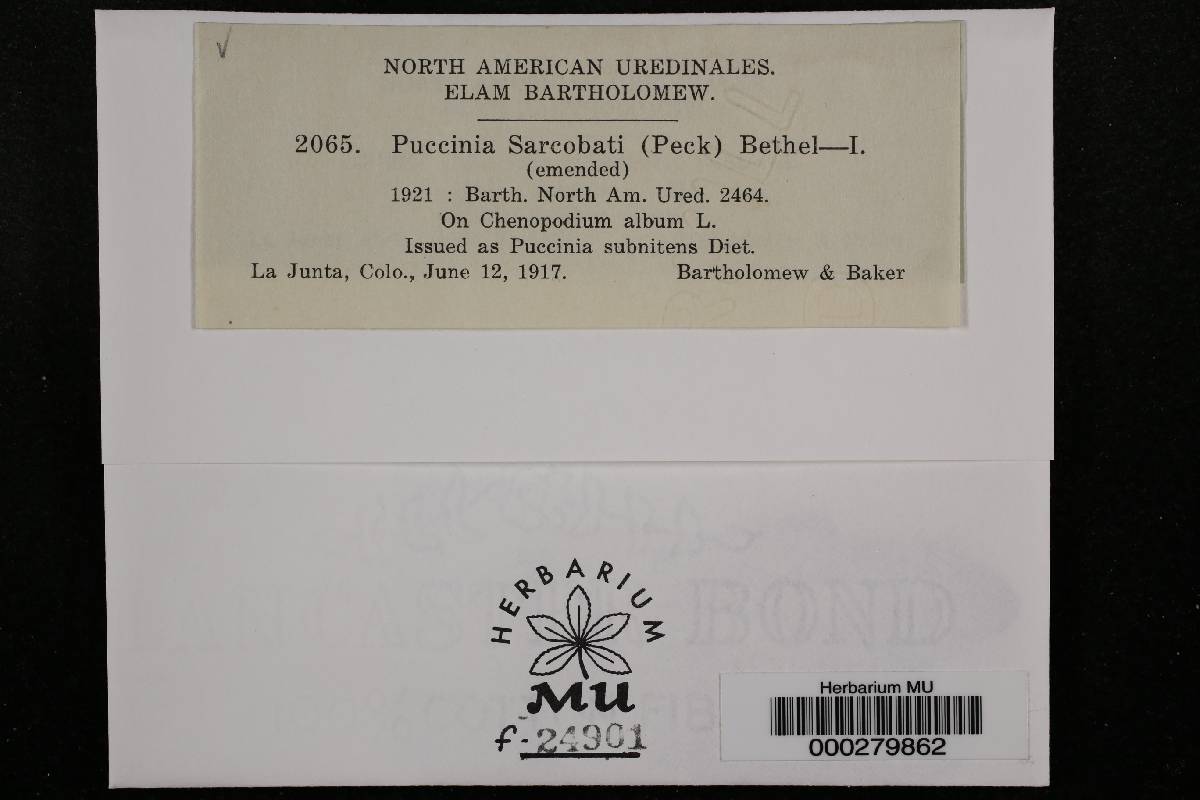 NORTH AMERICAN UREDINALES.
ELAM BARTHOLOMEW.
2065. Puccinia Sarcobati (Peck) Bethel—I.
(emended)
1921 : Barth. North Am. Ured. 2464.
On Chenopodium album L.
Issued as Puccinia subnitens Diet.
La Junta, Colo., June 12, 1917. Bartholomew & Baker
HERBARIUM
MU
f-24901
Herbarium MU
000279862